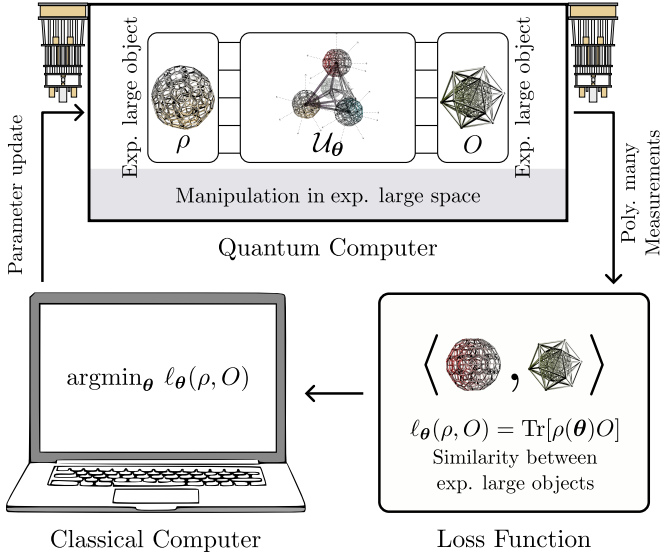 Exp. large object
ρ
𝒰_θ
O
Exp. large object
Manipulation in exp. large space
Quantum Computer
Parameter update
Poly. many
Measurements
argmin_θ ℓ_θ(ρ, O)
⟨ , ⟩
ℓ_θ(ρ, O) = Tr[ρ(θ)O]
Similarity between
exp. large objects
Classical Computer
Loss Function